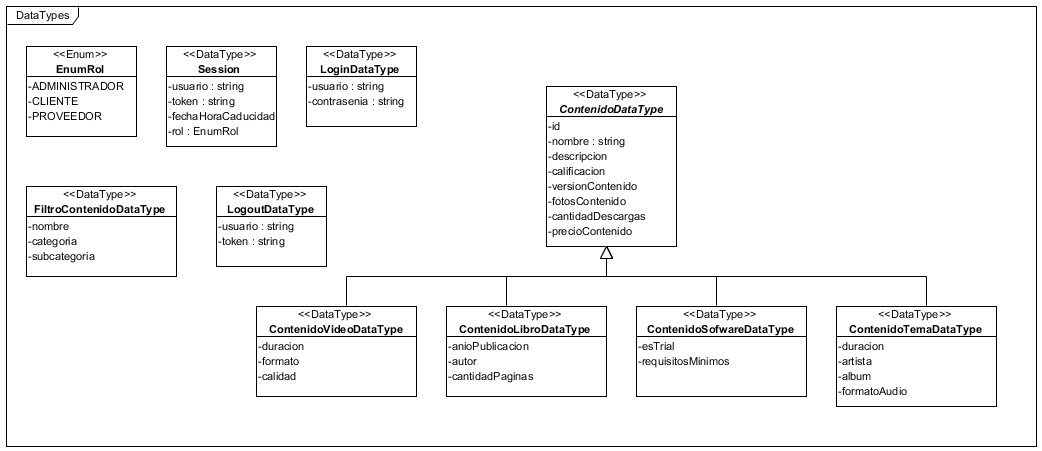 DataTypes
<<Enum>>
EnumRol
-ADMINISTRADOR
-CLIENTE
-PROVEEDOR
<<DataType>>
Session
-usuario : string
-token : string
-fechaHoraCaducidad
-rol : EnumRol
<<DataType>>
LoginDataType
-usuario : string
-contrasenia : string
<<DataType>>
ContenidoDataType
-id
-nombre : string
-descripcion
-calificacion
-versionContenido
-fotosContenido
-cantidadDescargas
-precioContenido
<<DataType>>
FiltroContenidoDataType
-nombre
-categoria
-subcategoria
<<DataType>>
LogoutDataType
-usuario : string
-token : string
<<DataType>>
ContenidoVideoDataType
-duracion
-formato
-calidad
<<DataType>>
ContenidoLibroDataType
-anioPublicacion
-autor
-cantidadPaginas
<<DataType>>
ContenidoSofwareDataType
-esTrial
-requisitosMinimos
<<DataType>>
ContenidoTemaDataType
-duracion
-artista
-album
-formatoAudio